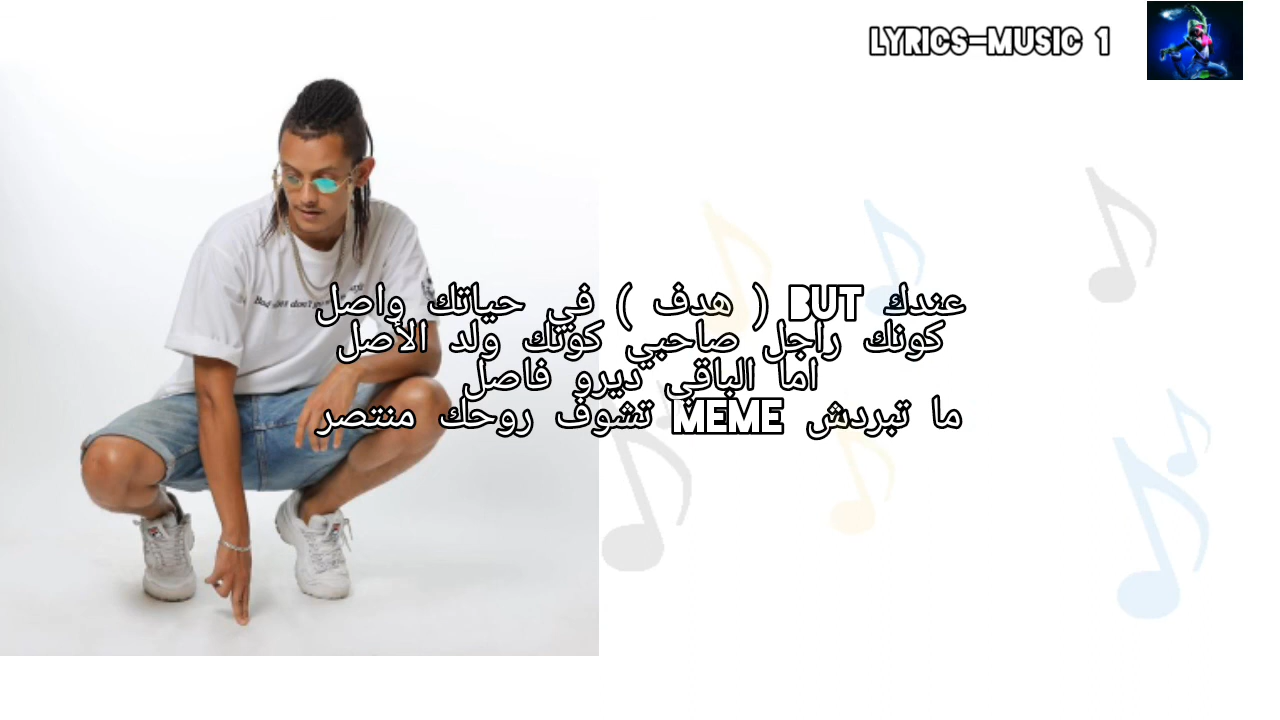 LYRICS-MUSIC 1
عندك BUT ( هدف ) في حياتك واصل
كونك راجل صاحبي كونك ولد الأصل
اما الباقي ديرو فاصل
ما تبردش MEME تشوف روحك منتصر